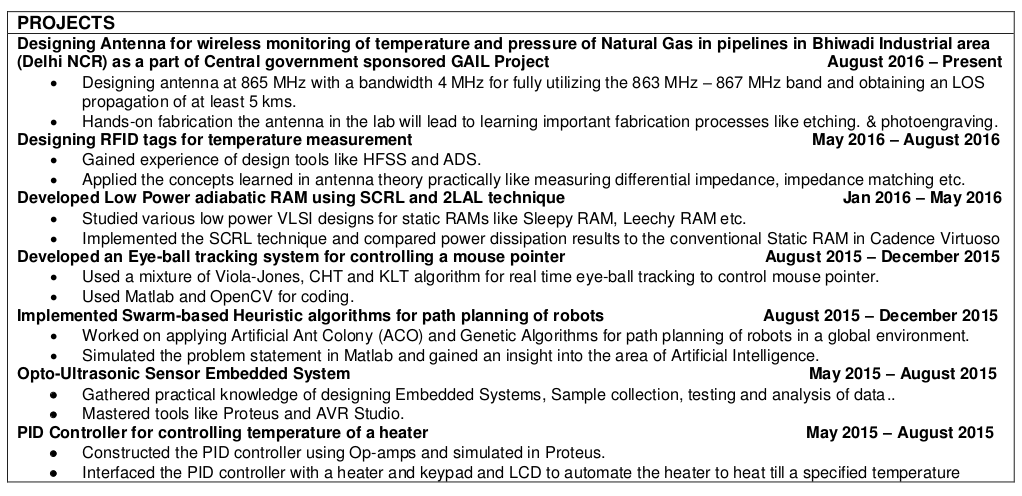 PROJECTS
Designing Antenna for wireless monitoring of temperature and pressure of Natural Gas in pipelines in Bhiwadi Industrial area
(Delhi NCR) as a part of Central government sponsored GAIL Project August 2016 – Present
• Designing antenna at 865 MHz with a bandwidth 4 MHz for fully utilizing the 863 MHz – 867 MHz band and obtaining an LOS
propagation of at least 5 kms.
• Hands-on fabrication the antenna in the lab will lead to learning important fabrication processes like etching. & photoengraving.
Designing RFID tags for temperature measurement May 2016 – August 2016
• Gained experience of design tools like HFSS and ADS.
• Applied the concepts learned in antenna theory practically like measuring differential impedance, impedance matching etc.
Developed Low Power adiabatic RAM using SCRL and 2LAL technique Jan 2016 – May 2016
• Studied various low power VLSI designs for static RAMs like Sleepy RAM, Leechy RAM etc.
• Implemented the SCRL technique and compared power dissipation results to the conventional Static RAM in Cadence Virtuoso
Developed an Eye-ball tracking system for controlling a mouse pointer August 2015 – December 2015
• Used a mixture of Viola-Jones, CHT and KLT algorithm for real time eye-ball tracking to control mouse pointer.
• Used Matlab and OpenCV for coding.
Implemented Swarm-based Heuristic algorithms for path planning of robots August 2015 – December 2015
• Worked on applying Artificial Ant Colony (ACO) and Genetic Algorithms for path planning of robots in a global environment.
• Simulated the problem statement in Matlab and gained an insight into the area of Artificial Intelligence.
Opto-Ultrasonic Sensor Embedded System May 2015 – August 2015
• Gathered practical knowledge of designing Embedded Systems, Sample collection, testing and analysis of data..
• Mastered tools like Proteus and AVR Studio.
PID Controller for controlling temperature of a heater May 2015 – August 2015
• Constructed the PID controller using Op-amps and simulated in Proteus.
• Interfaced the PID controller with a heater and keypad and LCD to automate the heater to heat till a specified temperature